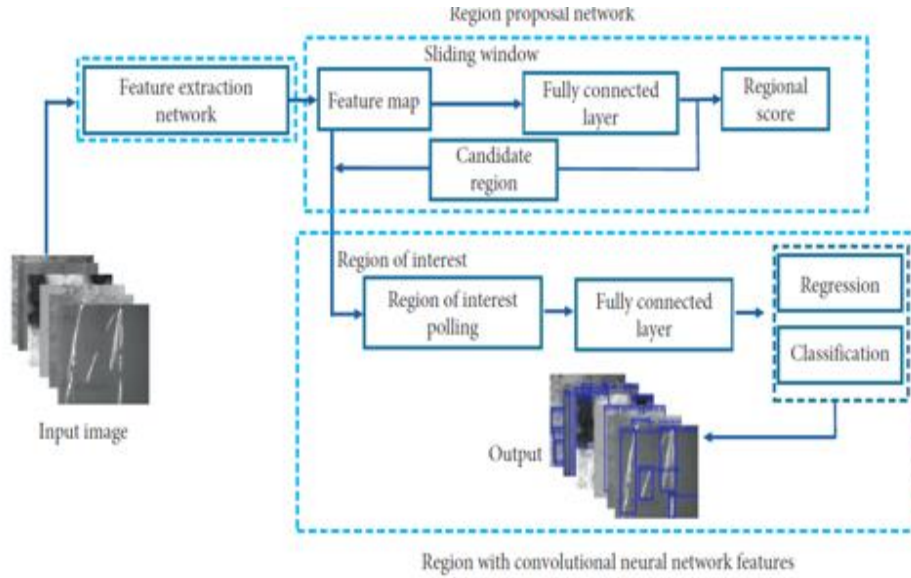 Region proposal network
Sliding window
Feature extraction
network
Feature map
Fully connected
layer
Regional
score
Candidate
region
Region of interest
Region of interest
polling
Fully connected
layer
Regression
Classification
Input image
Output
Region with convolutional neural network features